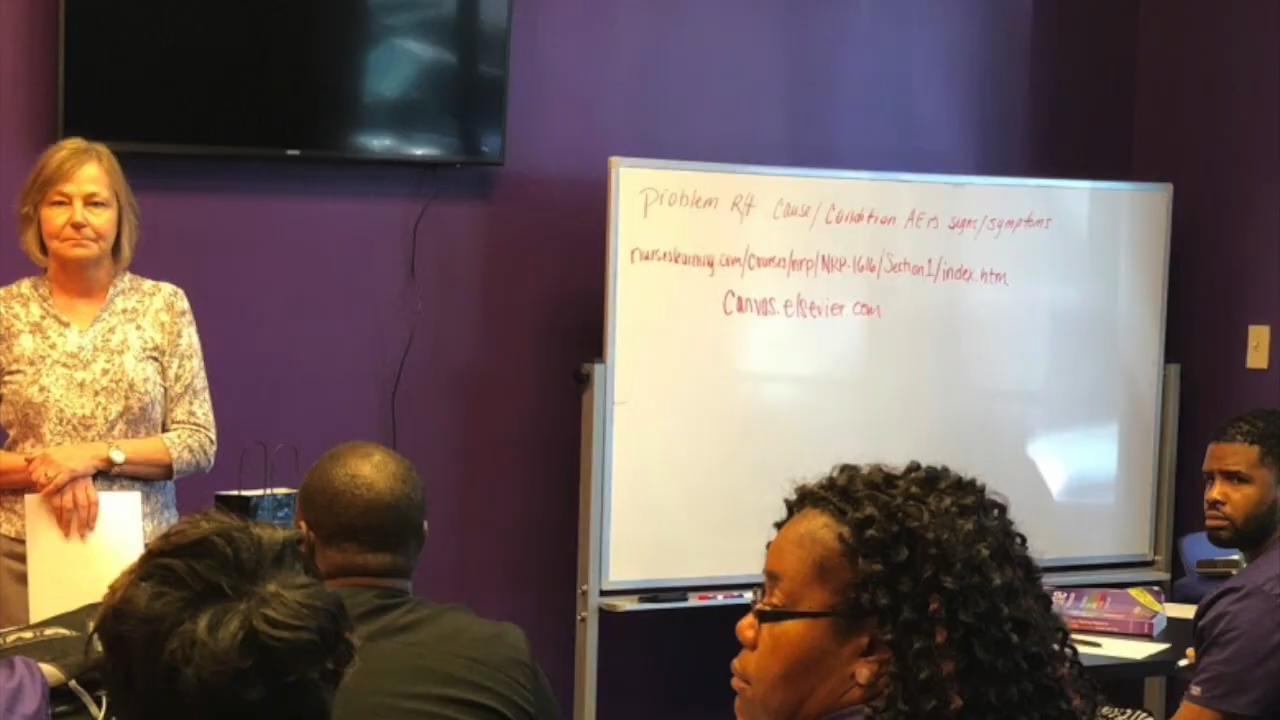 Problem R/t Cause/Condition AEB signs/symptoms
nurseslearning.com/courses/nrp/NRP-1616/Section1/index.htm
Canvas.elsevier.com